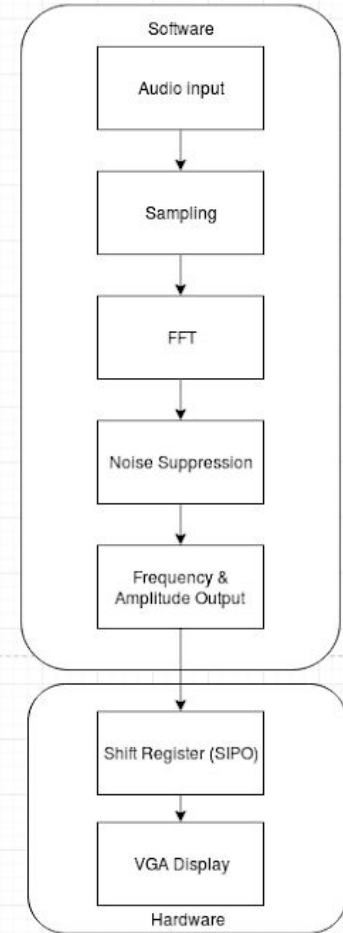 Software
Audio input
Sampling
FFT
Noise Suppression
Frequency &
Amplitude Output
Shift Register (SIPO)
VGA Display
Hardware